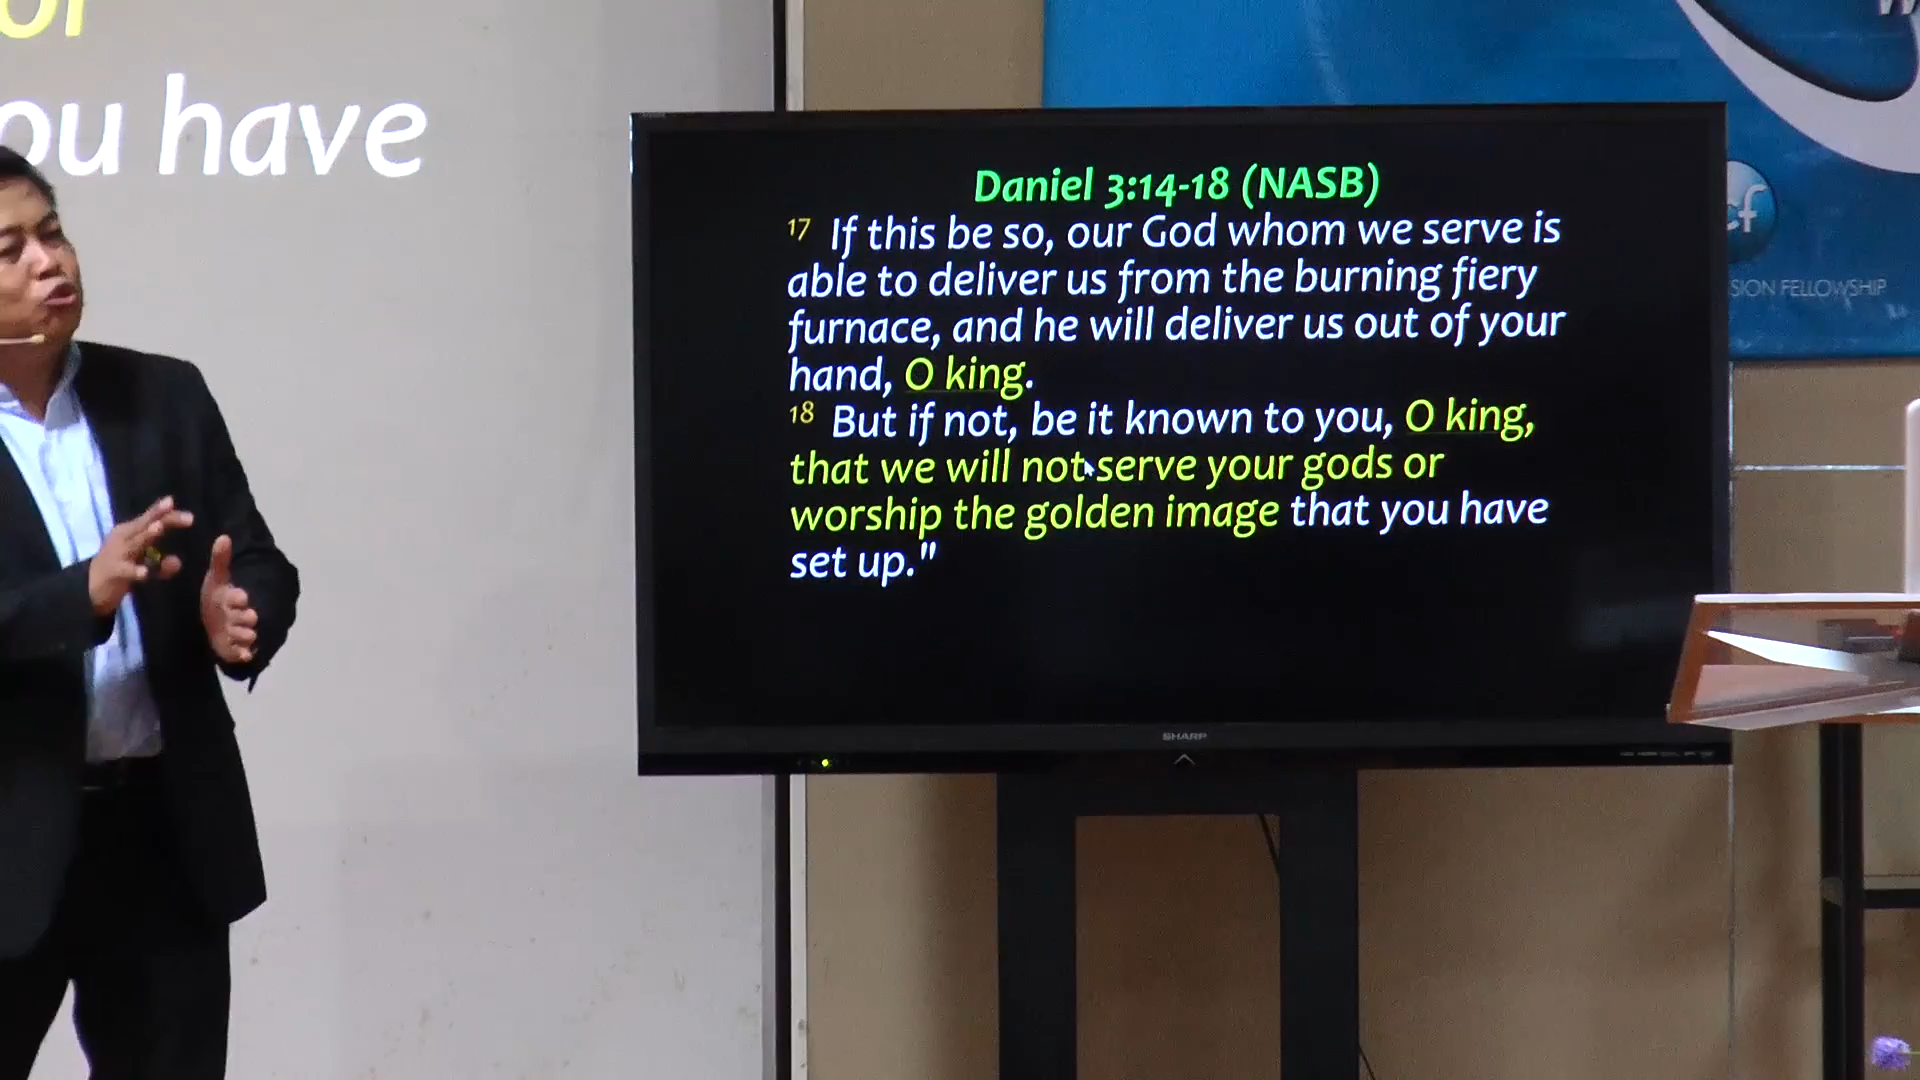 or
ou have
Daniel 3:14-18 (NASB)
17 If this be so, our God whom we serve is
able to deliver us from the burning fiery
furnace, and he will deliver us out of your
hand, O king.
18 But if not, be it known to you, O king,
that we will not serve your gods or
worship the golden image that you have
set up."
SHARP
cf
SION FELLOWSHIP